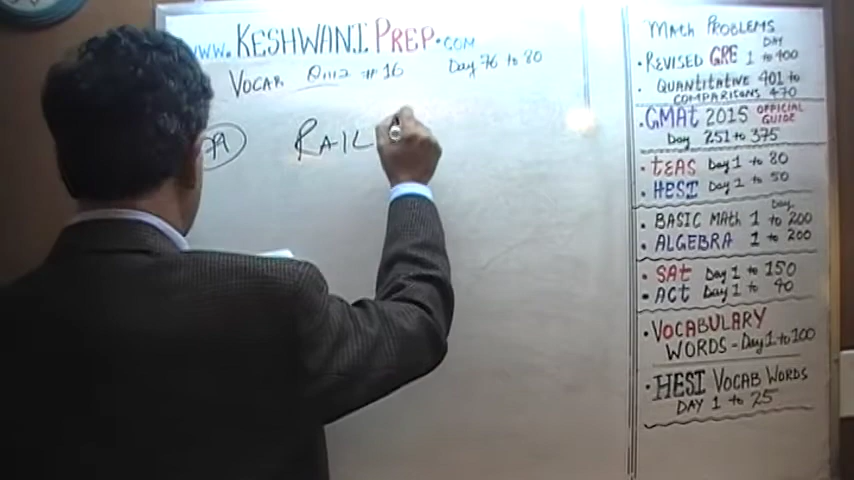 WWW.KESHWANIPREP.COM
VOCAB QUIZ #16 Day 76 to 80
RAIL
MATH PROBLEMS
• REVISED GRE DAY 1 to 400
• QUANTITATIVE 401 to
COMPARISONS 470
• GMAT 2015 OFFICIAL GUIDE
Day 251 to 375
• TEAS Day 1 to 80
• HESI Day 1 to 50
Day
• BASIC MATH 1 to 200
• ALGEBRA 1 to 200
• SAT Day 1 to 150
• ACT Day 1 to 40
• VOCABULARY
WORDS - Day 1 to 100
• HESI VOCAB WORDS
DAY 1 to 25